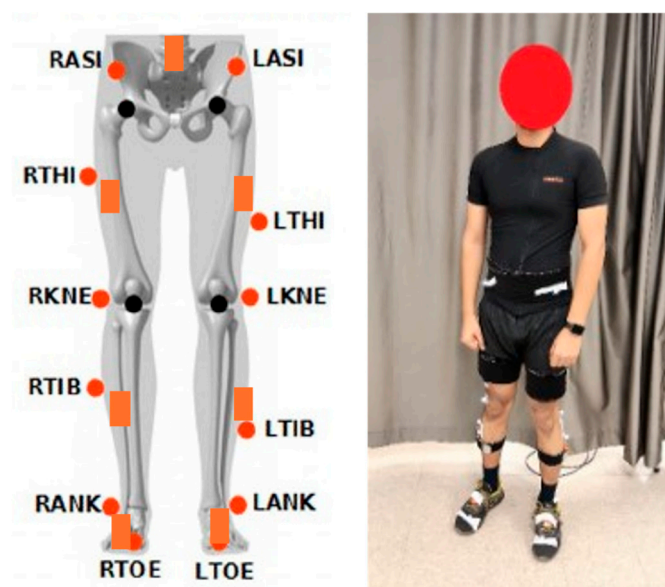 RASI LASI
RTHI
LTHI
RKNE LKNE
RTIB
LTIB
RANK LANK
RTOE LTOE